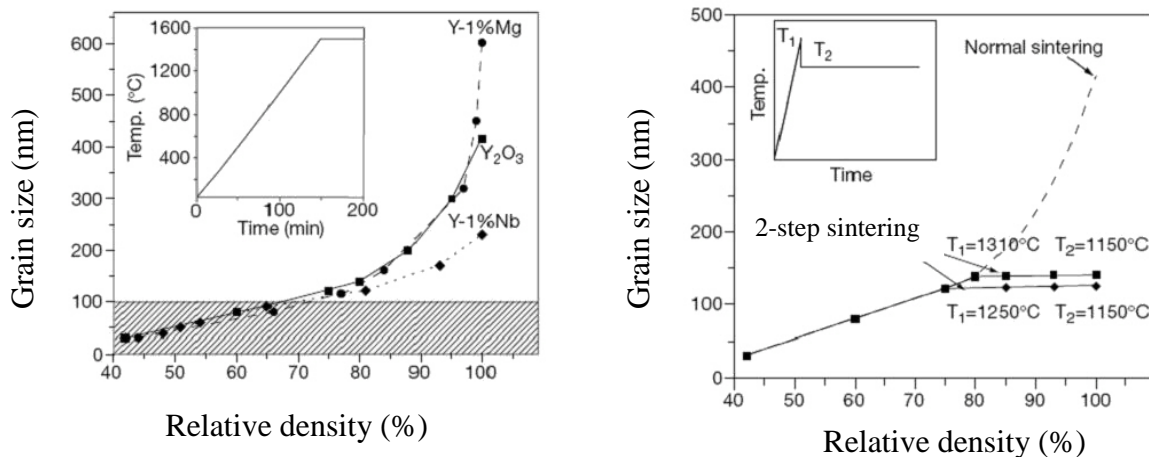 Y-1%Mg
Y₂O₃
Y-1%Nb
600
500
400
300
200
100
0
40 50 60 70 80 90 100
Grain size (nm)
Relative density (%)
1600
1200
800
400
0 100 200
Temp. (°C)
Time (min)
500
400
300
200
100
0
40 50 60 70 80 90 100
Grain size (nm)
Relative density (%)
T₁
T₂
Temp.
Time
Normal sintering
2-step sintering
T₁=1310°C T₂=1150°C
T₁=1250°C T₂=1150°C